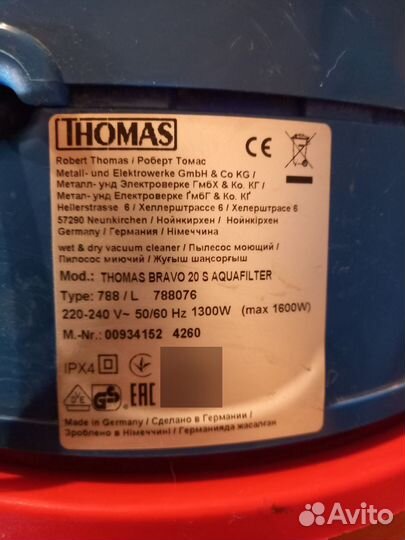 THOMAS
CE
Robert Thomas / Роберт Томас
Metall- und Elektrowerke GmbH & Co KG /
Металл- унд Электроверке ГмбХ & Ко. КГ /
Метал- унд Електроверке ГмбГ & Ко. КГ
Hellerstrasse 6 / Хеллерштрассе 6 / Хелерштрасе 6
57290 Neunkirchen / Нойнкирхен / Нойнкірхен
Germany / Германия / Німеччина
wet & dry vacuum cleaner / Пылесос моющий /
Пилосос миючий / Жуғыш шаңсорғыш
Mod.: THOMAS BRAVO 20 S AQUAFILTER
Type: 788 / L 788076
220-240 V~ 50/60 Hz 1300W (max 1600W)
M.-Nr.: 00934152 4260
IPX4
GS EAC
Made in Germany / Сделано в Германии /
Зроблено в Німеччині / Германияда жасалған
Avito